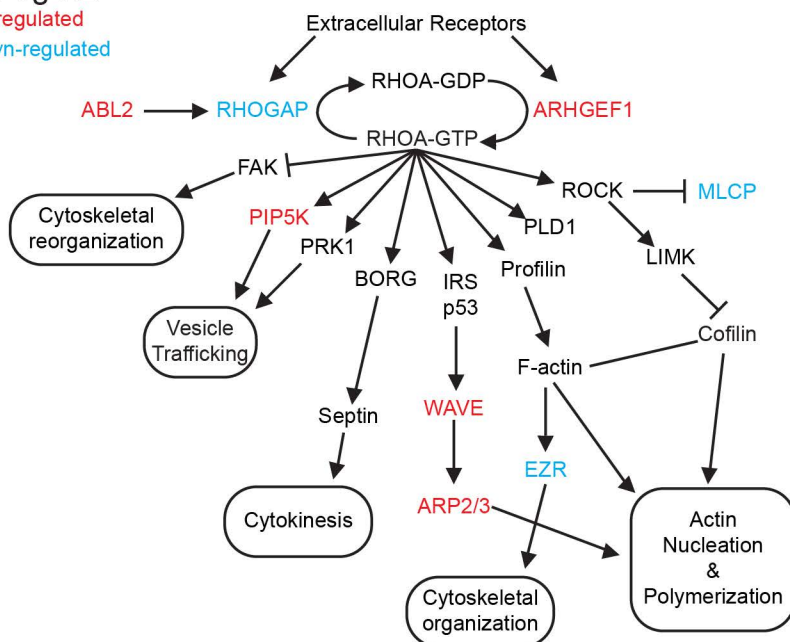 regulated
n-regulated
Extracellular Receptors
RHOA-GDP
ABL2
RHOGAP
ARHGEF1
RHOA-GTP
FAK
ROCK
MLCP
Cytoskeletal
reorganization
PIP5K
PLD1
PRK1
LIMK
BORG
IRS
p53
Profilin
Vesicle
Trafficking
Cofilin
F-actin
Septin
WAVE
EZR
ARP2/3
Cytokinesis
Actin
Nucleation
&
Polymerization
Cytoskeletal
organization